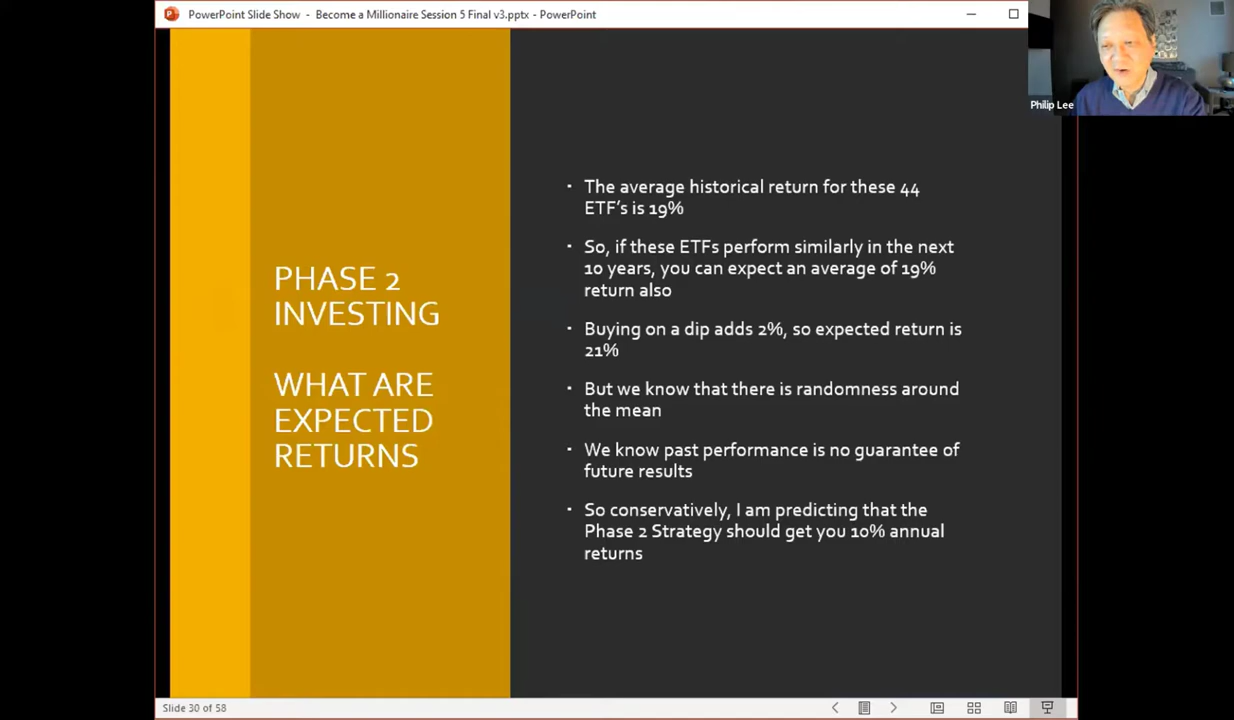 PowerPoint Slide Show - Become a Millionaire Session 5 Final v3.pptx - PowerPoint
Philip Lee
PHASE 2
INVESTING
WHAT ARE
EXPECTED
RETURNS
▪ The average historical return for these 44
ETF's is 19%
▪ So, if these ETFs perform similarly in the next
10 years, you can expect an average of 19%
return also
▪ Buying on a dip adds 2%, so expected return is
21%
▪ But we know that there is randomness around
the mean
▪ We know past performance is no guarantee of
future results
▪ So conservatively, I am predicting that the
Phase 2 Strategy should get you 10% annual
returns
Slide 30 of 58